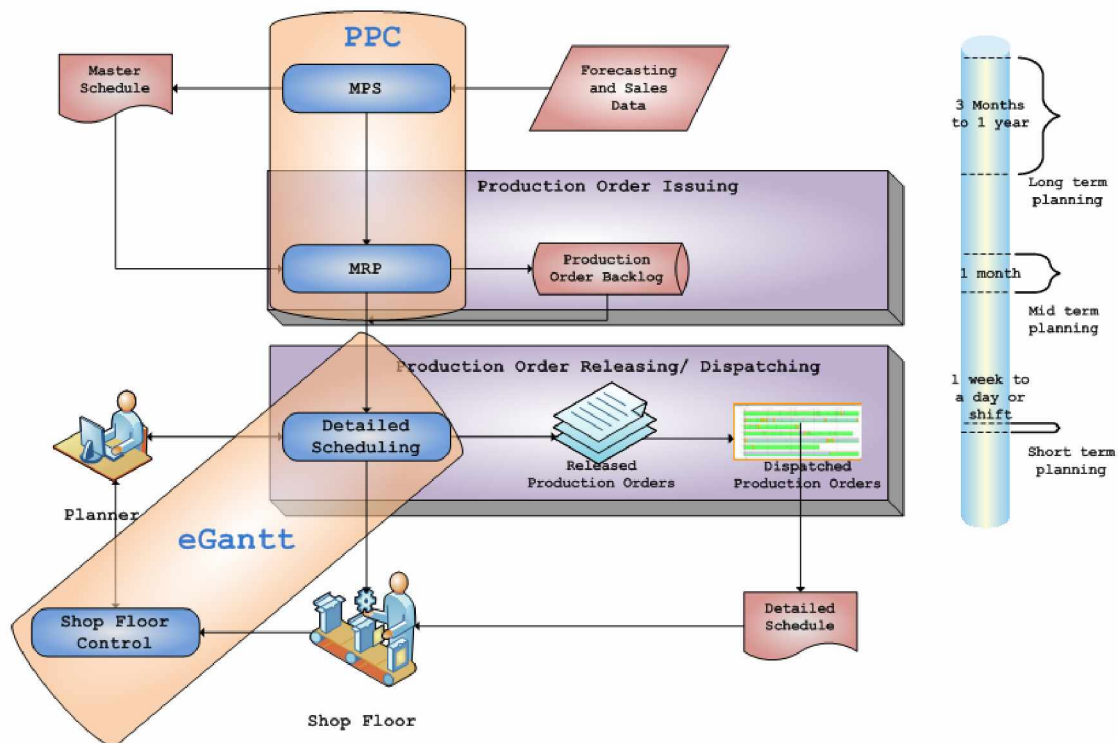 PPC
Master
Schedule
MPS
Forecasting
and Sales
Data
3 Months
to 1 year
Long term
planning
Production Order Issuing
MRP
Production
Order Backlog
1 month
Mid term
planning
Production Order Releasing/ Dispatching
1 week to
a day or
shift
Detailed
Scheduling
Released
Production Orders
Dispatched
Production Orders
Short term
planning
Planner
eGantt
Shop Floor
Control
Detailed
Schedule
Shop Floor